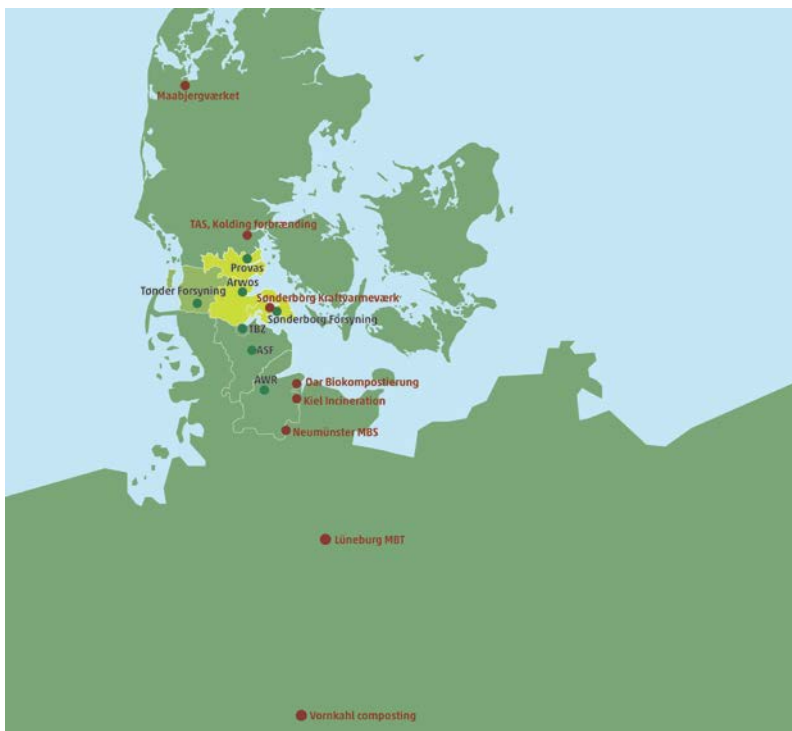 Maabjergværket
TAS, Kolding forbrænding
Provas
Arwos
Tønder Forsyning
Sønderborg Kraftvarmeværk
Sønderborg Forsyning
TBZ
ASF
AWR
Dar Biokompostierung
Kiel Incineration
Neumünster MBS
Lüneburg MBT
Vornkahl composting